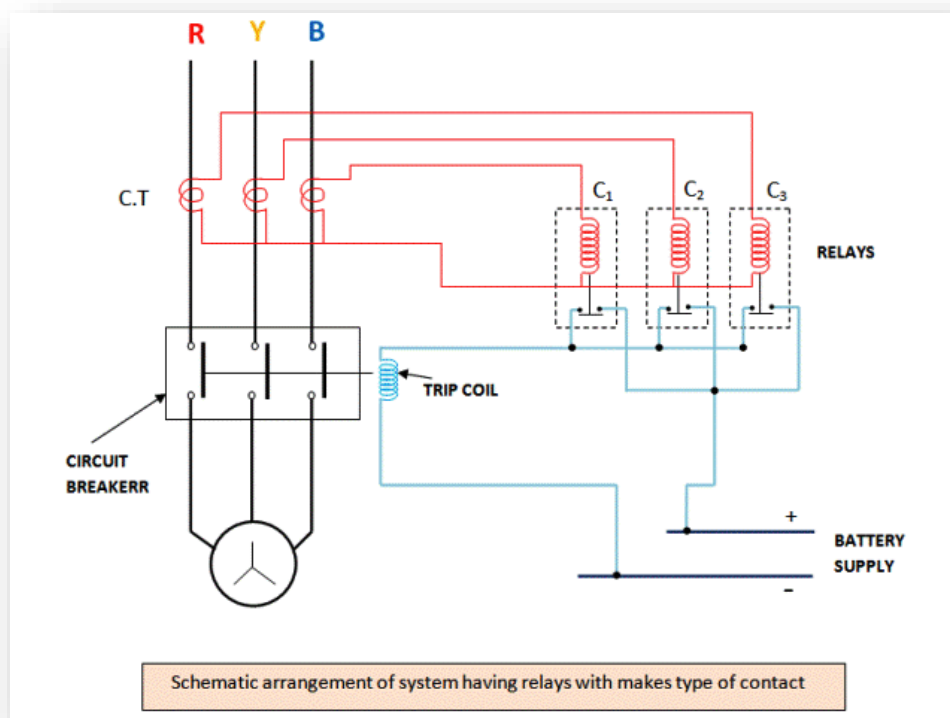 R Y B
C.T
C1 C2 C3
RELAYS
TRIP COIL
CIRCUIT
BREAKERR
+
BATTERY
SUPPLY
-
Schematic arrangement of system having relays with makes type of contact